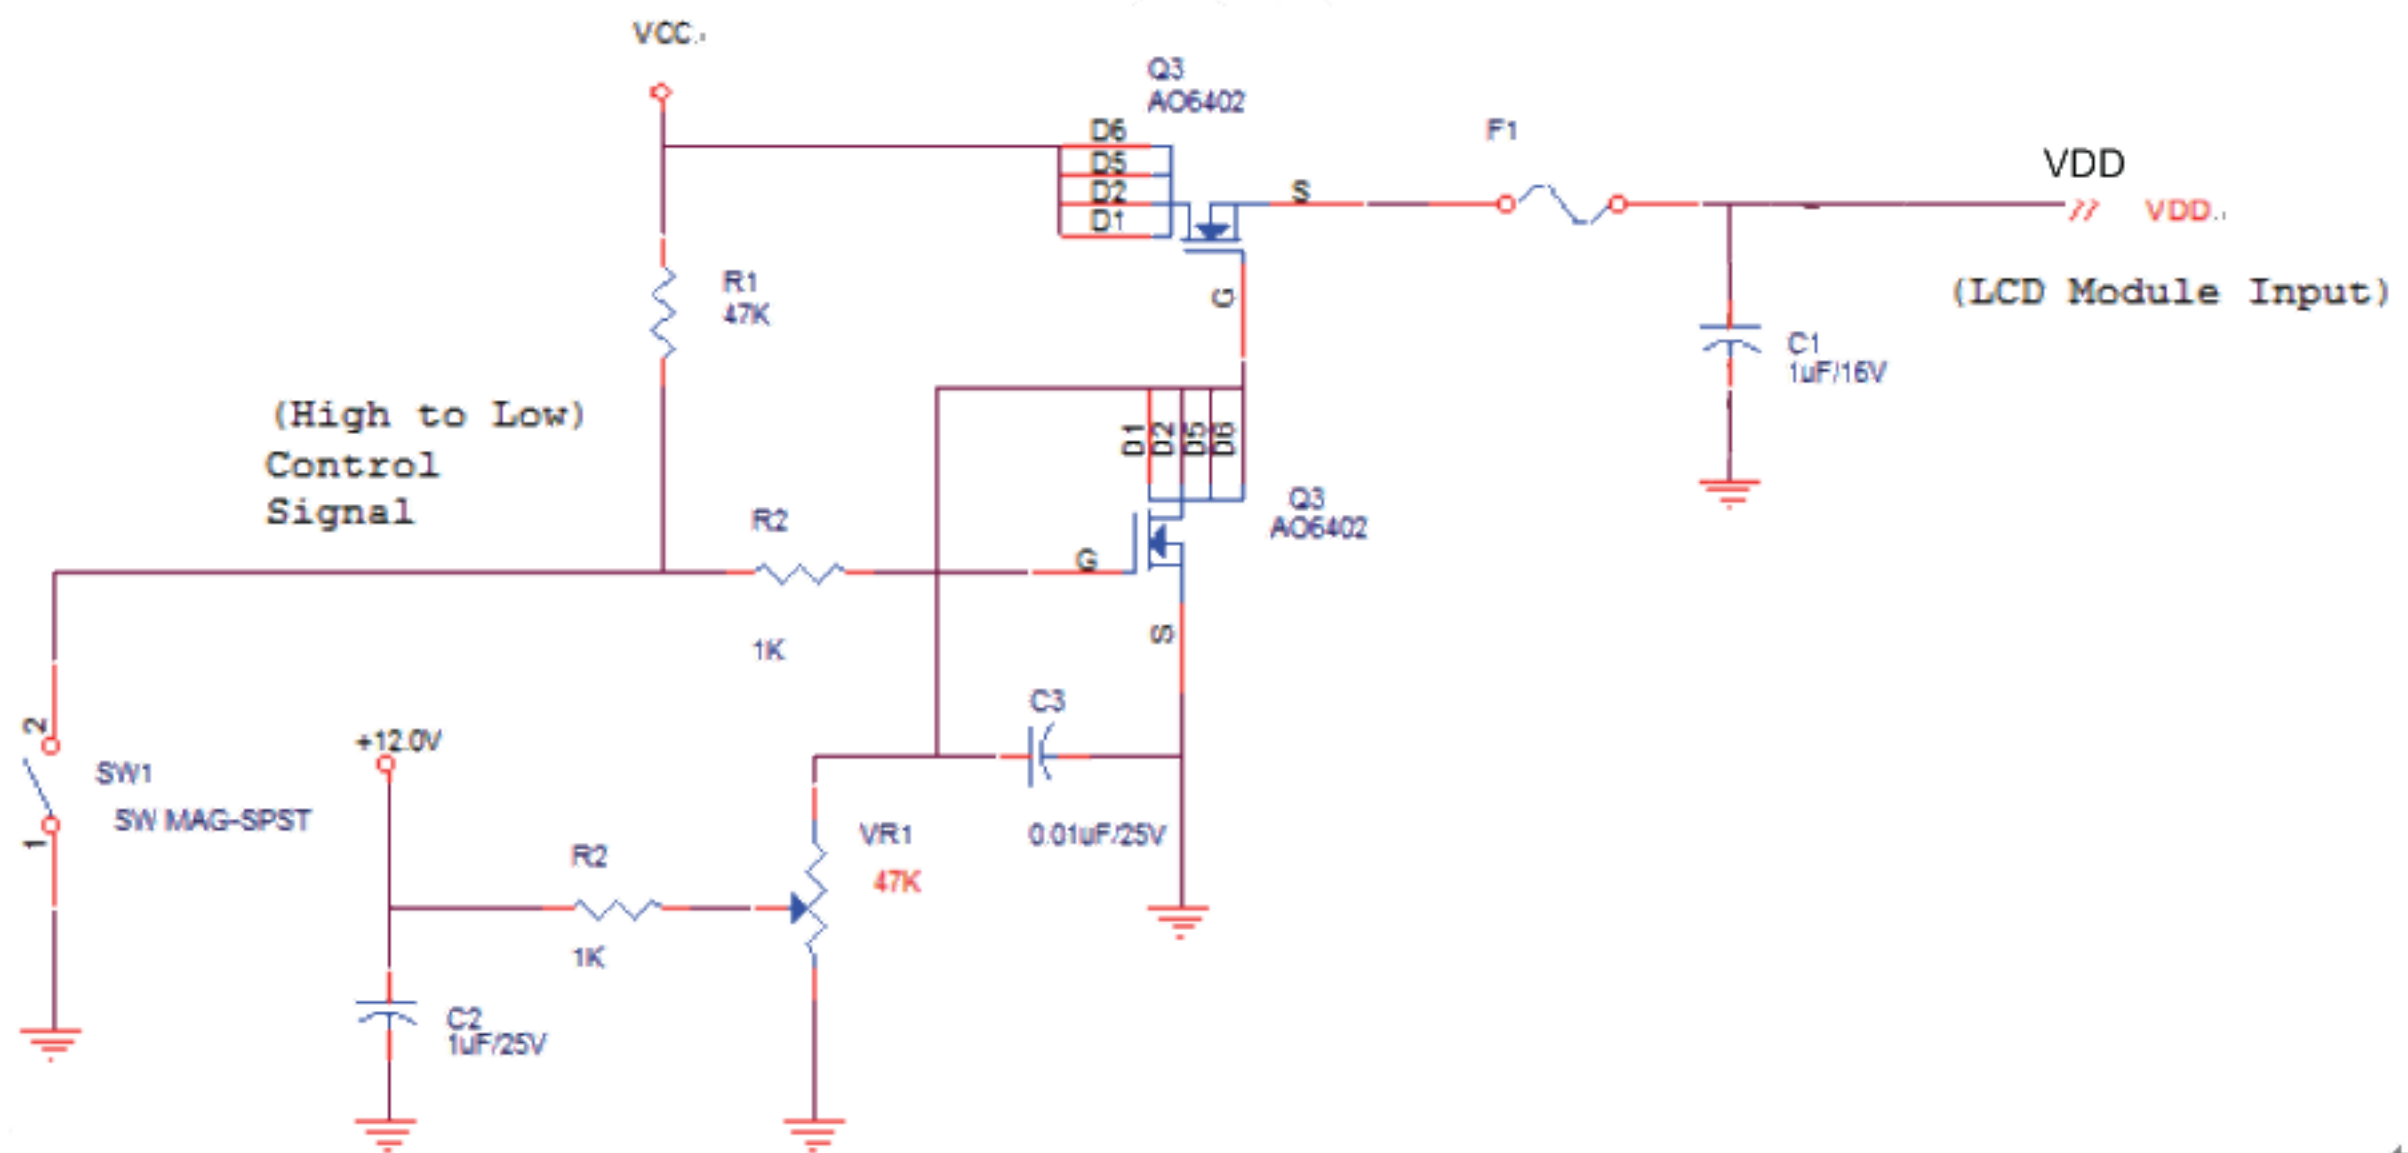 VCC.
Q3
AO6402
D6
D5
D2
D1
S
G
F1
VDD
VDD.
(LCD Module Input)
R1
47K
C1
1uF/16V
(High to Low)
Control
Signal
D1
D2
D5
D6
Q3
AO6402
R2
1K
G
S
2
SW1
SW MAG-SPST
1
+12.0V
C3
0.01uF/25V
VR1
47K
R2
1K
C2
1uF/25V